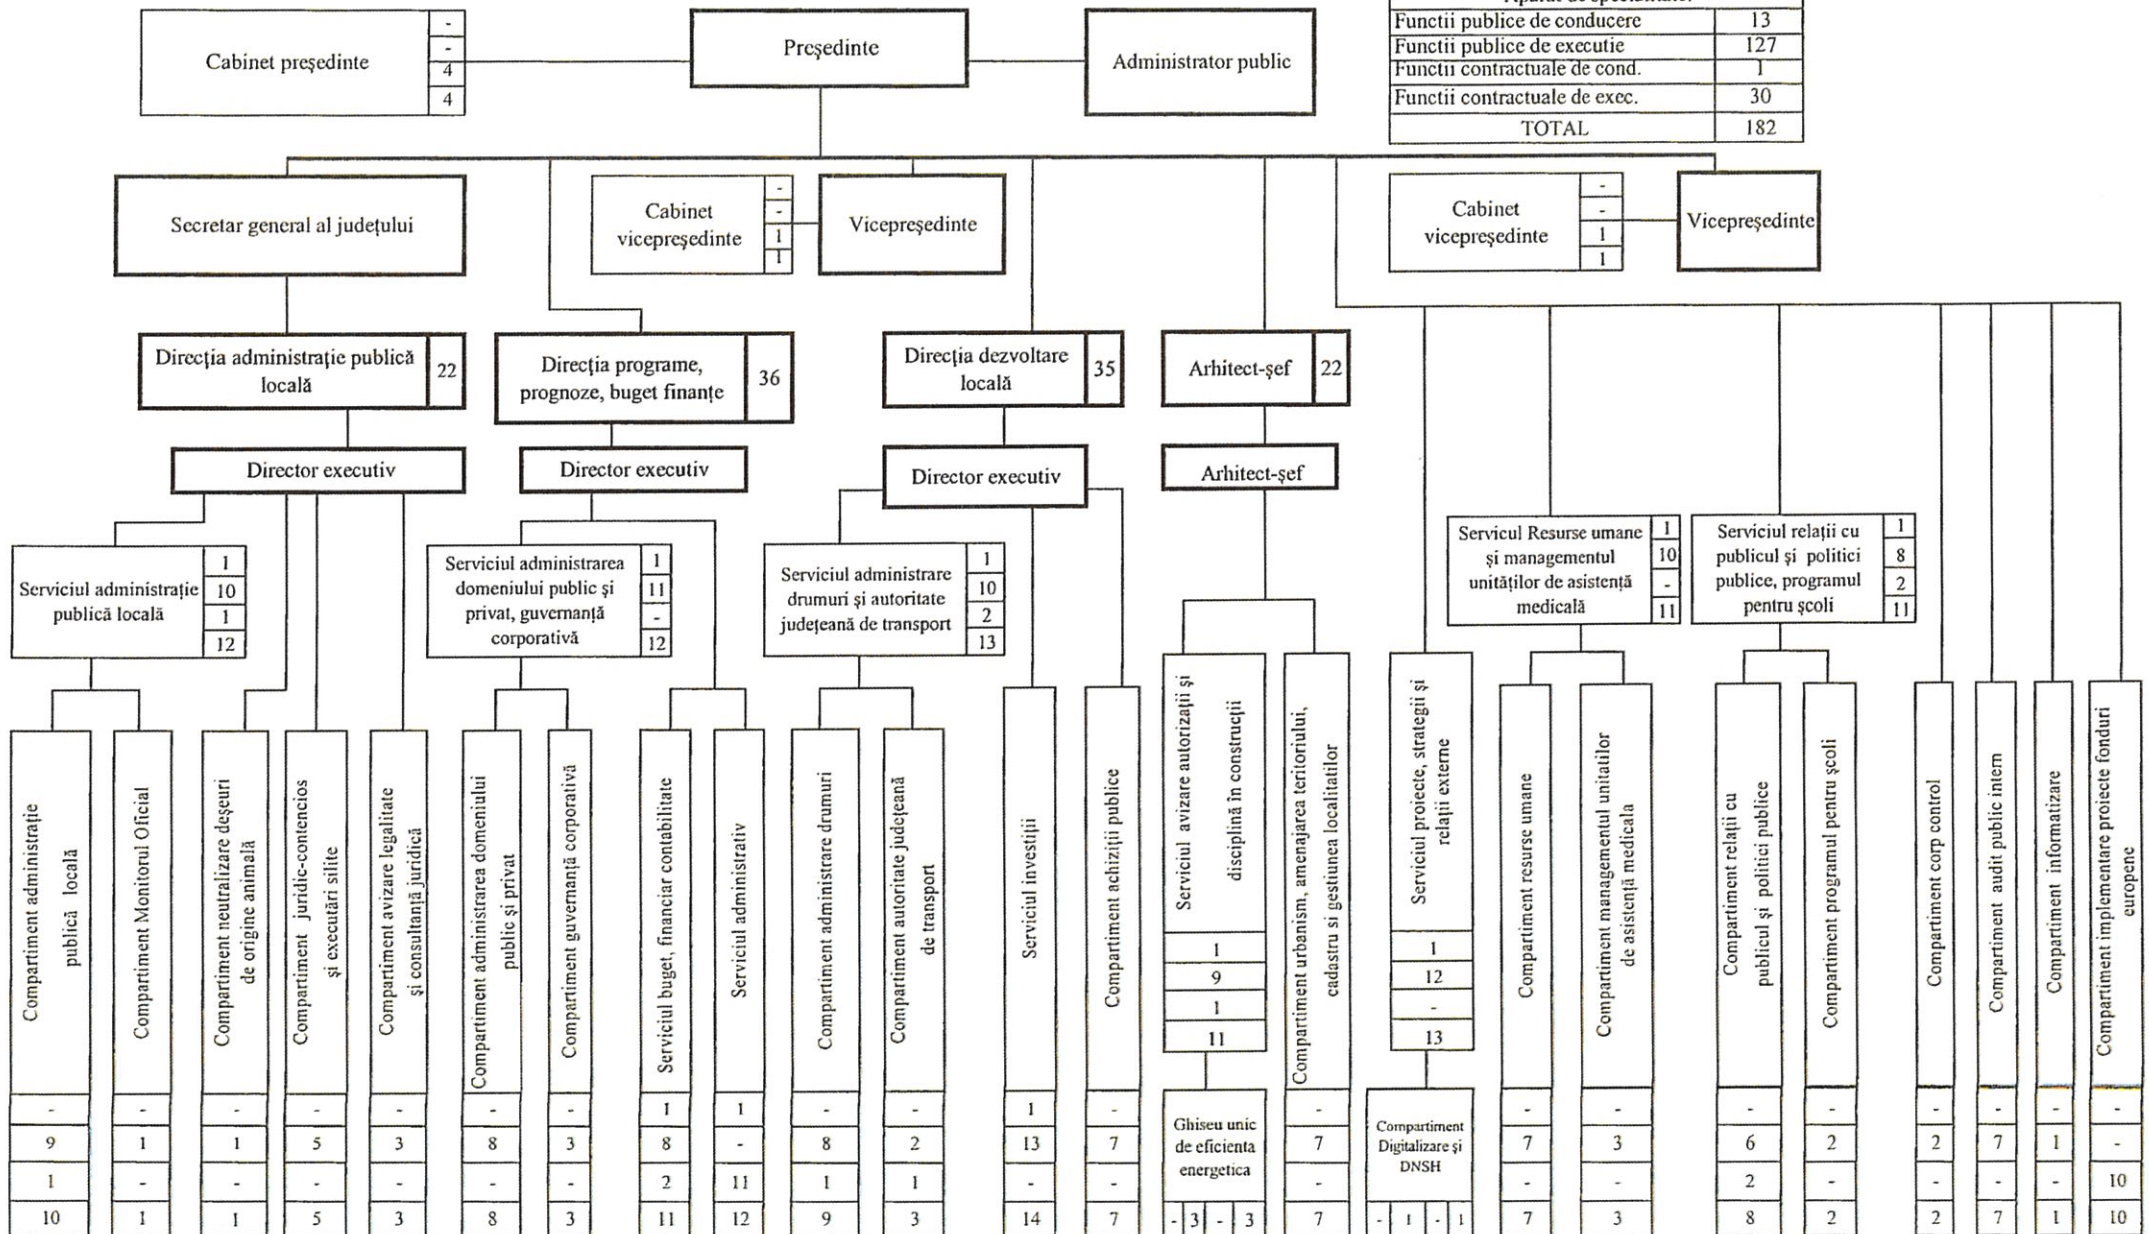 Aparat de specialitate:
Functii publice de conducere 13
Functii publice de executie 127
Functii contractuale de cond. 1
Functii contractuale de exec. 30
TOTAL 182
Cabinet președinte
-
-
4
4
Președinte
Administrator public
Secretar general al județului
Cabinet
vicepreședinte
-
-
1
1
Vicepreședinte
Cabinet
vicepreședinte
-
-
1
1
Vicepreședinte
Direcția administrație publică
locală
22
Direcția programe,
prognoze, buget finanțe
36
Direcția dezvoltare
locală
35
Arhitect-șef
22
Director executiv
Director executiv
Director executiv
Arhitect-șef
Serviciul administrație
publică locală
1
10
1
12
Serviciul administrarea
domeniului public și
privat, guvernanță
corporativă
1
11
-
12
Serviciul administrare
drumuri și autoritate
județeană de transport
1
10
2
13
Servicul Resurse umane
și managementul
unităților de asistență
medicală
1
10
-
11
Serviciul relații cu
publicul și politici
publice, programul
pentru școli
1
8
2
11
Compartiment administrație
publică locală
-
9
1
10
Compartiment Monitorul Oficial
-
1
-
1
Compartiment neutralizare deșeuri
de origine animală
-
1
-
1
Compartiment juridic-contencios
și executări silite
-
5
-
5
Compartiment avizare legalitate
și consultanță juridică
-
3
-
3
Compartiment administrarea domeniului
public și privat
-
8
-
8
Compartiment guvernanță corporativă
-
3
-
3
Serviciul buget, financiar contabilitate
1
8
2
11
Serviciul administrativ
1
-
11
12
Compartiment administrare drumuri
-
8
1
9
Compartiment autoritate județeană
de transport
-
2
1
3
Serviciul investiții
1
13
-
14
Compartiment achiziții publice
-
7
-
7
Serviciul avizare autorizații și
disciplină în construcții
1
9
1
11
Ghiseu unic
de eficienta
energetica
- 3 - 3
Compartiment urbanism, amenajarea teritoriului,
cadastru si gestiunea localitatilor
-
7
-
7
Serviciul proiecte, strategii și
relații externe
1
12
-
13
Compartiment
Digitalizare și
DNSH
- 1 - 1
Compartiment resurse umane
-
7
-
7
Compartiment managementul unitatilor
de asistență medicala
-
3
-
3
Compartiment relații cu
publicul și politici publice
-
6
2
8
Compartiment programul pentru școli
-
2
-
2
Compartiment corp control
-
2
-
2
Compartiment audit public intern
-
7
-
7
Compartiment informatizare
-
1
-
1
Compartiment implementare proiecte fonduri
europene
-
-
10
10